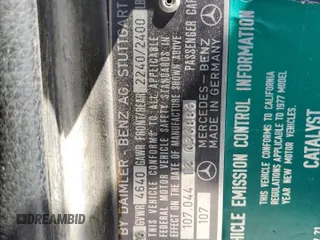 BY DAIMLER-BENZ AG, STUTTGART
GVWR 4640 GAWR FRONT/REAR 2240/2400
THIS VEHICLE CONFORMS TO ALL APPLICABLE
FEDERAL MOTOR VEHICLE SAFETY STANDARDS IN
EFFECT ON THE DATE OF MANUFACTURE SHOWN ABOVE
107.044 12
107
PASSENGER CAR
MERCEDES-BENZ
MADE IN GERMANY
VEHICLE EMISSION CONTROL INFORMATION
THIS VEHICLE CONFORMS TO CALIFORNIA
REGULATIONS APPLICABLE TO 1977 MODEL
YEAR NEW MOTOR VEHICLES.
CATALYST
21
BIDWRID